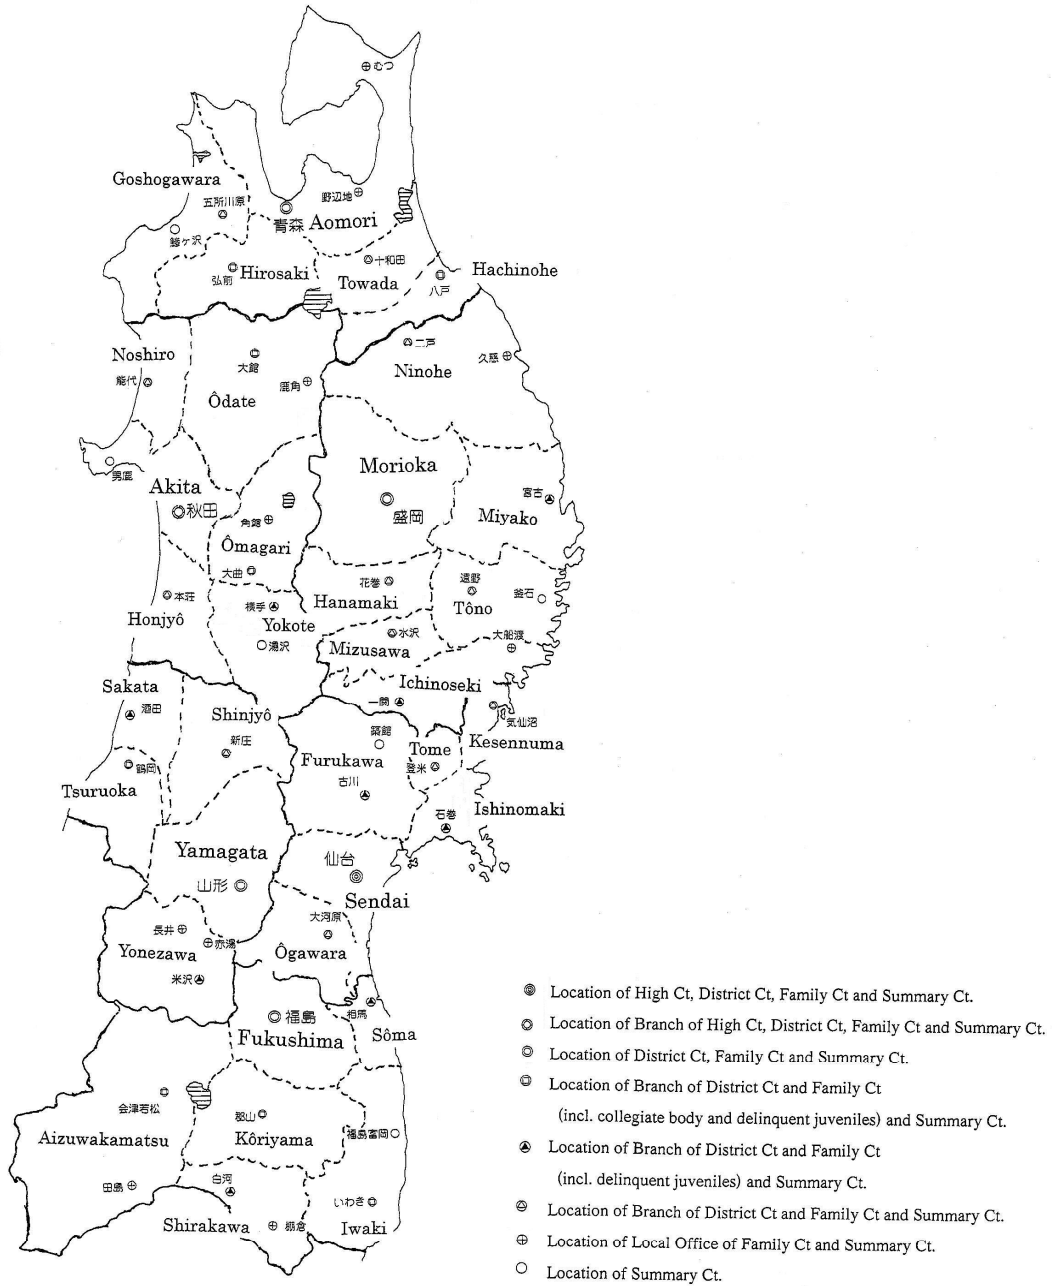 むつ
Goshogawara
五所川原
野辺地
青森 Aomori
鰺ヶ沢
十和田
弘前 Hirosaki
Towada
八戸
Hachinohe
Noshiro
能代
大館
鹿角
Ôdate
二戸
久慈
Ninohe
男鹿
Akita
秋田
Morioka
盛岡
宮古
Miyako
角館
Ômagari
大曲
本荘
Honjyô
横手
Yokote
湯沢
花巻
Hanamaki
遠野
Tôno
釜石
水沢
Mizusawa
大船渡
Ichinoseki
一関
Sakata
酒田
Shinjyô
新庄
気仙沼
Kesennuma
築館
Furukawa
古川
Tome
登米
鶴岡
Tsuruoka
Ishinomaki
石巻
Yamagata
山形
仙台
Sendai
長井
赤湯
Yonezawa
米沢
大河原
Ôgawara
福島
Fukushima
相馬
Sôma
会津若松
Aizuwakamatsu
田島
郡山
Kôriyama
福島富岡
白河
Shirakawa
棚倉
いわき
Iwaki
Location of High Ct, District Ct, Family Ct and Summary Ct.
Location of Branch of High Ct, District Ct, Family Ct and Summary Ct.
Location of District Ct, Family Ct and Summary Ct.
Location of Branch of District Ct and Family Ct
(incl. collegiate body and delinquent juveniles) and Summary Ct.
Location of Branch of District Ct and Family Ct
(incl. delinquent juveniles) and Summary Ct.
Location of Branch of District Ct and Family Ct and Summary Ct.
Location of Local Office of Family Ct and Summary Ct.
Location of Summary Ct.